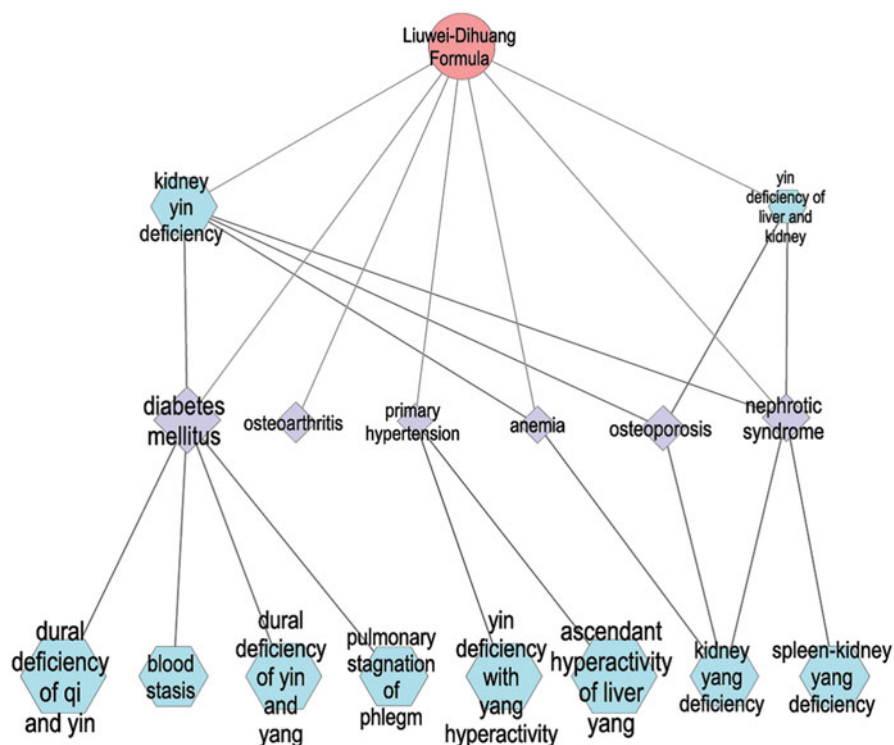 Liuwei-Dihuang
Formula
kidney
yin
deficiency
yin
deficiency of
liver and
kidney
diabetes
mellitus
osteoarthritis
primary
hypertension
anemia
osteoporosis
nephrotic
syndrome
dural
deficiency
of qi
and yin
blood
stasis
dural
deficiency
of yin
and
yang
pulmonary
stagnation
of
phlegm
yin
deficiency
with
yang
hyperactivity
ascendant
hyperactivity
of liver
yang
kidney
yang
deficiency
spleen-kidney
yang
deficiency